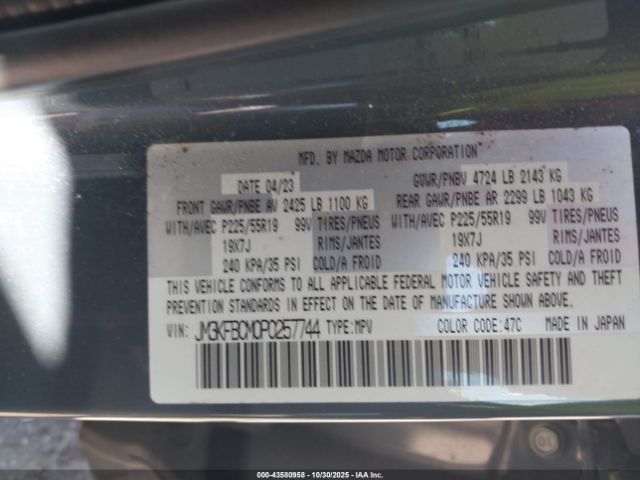 MFD. BY MAZDA MOTOR CORPORATION
DATE 04/23 GVWR/PNBV 4724 LB 2143 KG
FRONT GAWR/PNBE AV 2425 LB 1100 KG REAR GAWR/PNBE AR 2299 LB 1043 KG
WITH/AVEC P225/55R19 99V TIRES/PNEUS WITH/AVEC P225/55R19 99V TIRES/PNEUS
19X7J RIMS/JANTES 19X7J RIMS/JANTES
240 KPA/35 PSI COLD/A FROID 240 KPA/35 PSI COLD/A FROID
THIS VEHICLE CONFORMS TO ALL APPLICABLE FEDERAL MOTOR VEHICLE SAFETY AND THEFT
PREVENTION STANDARDS IN EFFECT ON THE DATE OF MANUFACTURE SHOWN ABOVE.
VIN: JM3KFBCM0P0257744 TYPE:MPV COLOR CODE:47C MADE IN JAPAN
000-43580958 - 10/30/2025 - IAAI, Inc.